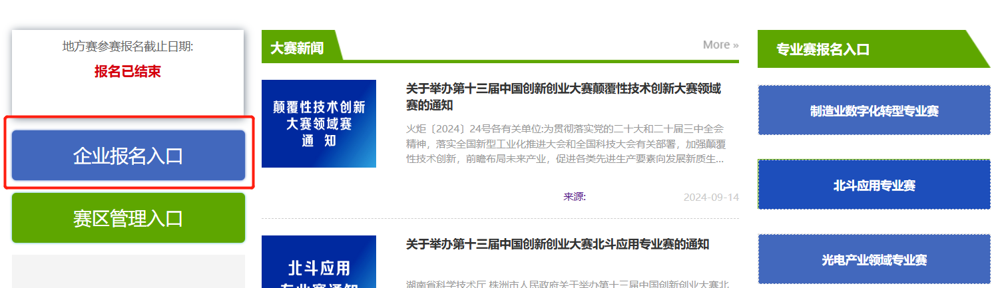 地方赛参赛报名截止日期:
报名已结束
企业报名入口
赛区管理入口
大赛新闻
More »
颠覆性技术创新
大赛领域赛
通 知
关于举办第十三届中国创新创业大赛颠覆性技术创新大赛领域
赛的通知
火炬〔2024〕24号各有关单位:为贯彻落实党的二十大和二十届三中全会
精神，落实全国新型工业化推进大会和全国科技大会有关部署，加强颠覆
性技术创新，前瞻布局未来产业，促进各类先进生产要素向发展新质生...
来源:
2024-09-14
北斗应用
专业赛通知
关于举办第十三届中国创新创业大赛北斗应用专业赛的通知
湖南省科学技术厅 株洲市人民政府关于举办第十三届中国创新创业大赛北
专业赛报名入口
制造业数字化转型专业赛
北斗应用专业赛
光电产业领域专业赛